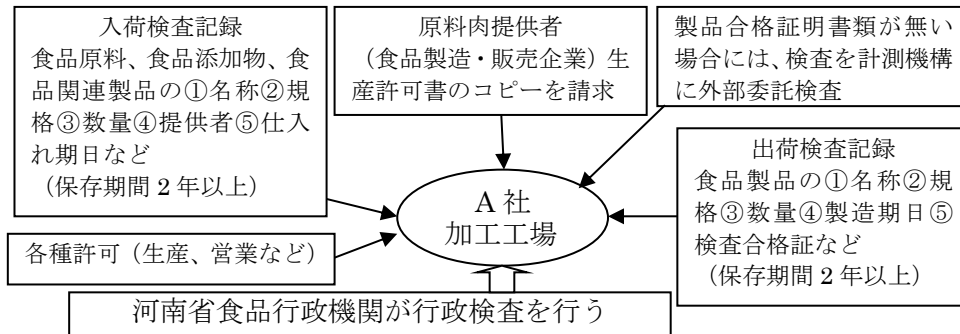 入荷検査記録
食品原料、食品添加物、食
品関連製品の①名称②規
格③数量④提供者⑤仕入
れ期日など
（保存期間 2 年以上）
原料肉提供者
（食品製造・販売企業）生
産許可書のコピーを請求
製品合格証明書類が無い
場合には、検査を計測機構
に外部委託検査
出荷検査記録
食品製品の①名称②規
格③数量④製造期日⑤
検査合格証など
（保存期間 2 年以上）
A 社
加工工場
各種許可（生産、営業など）
河南省食品行政機関が行政検査を行う